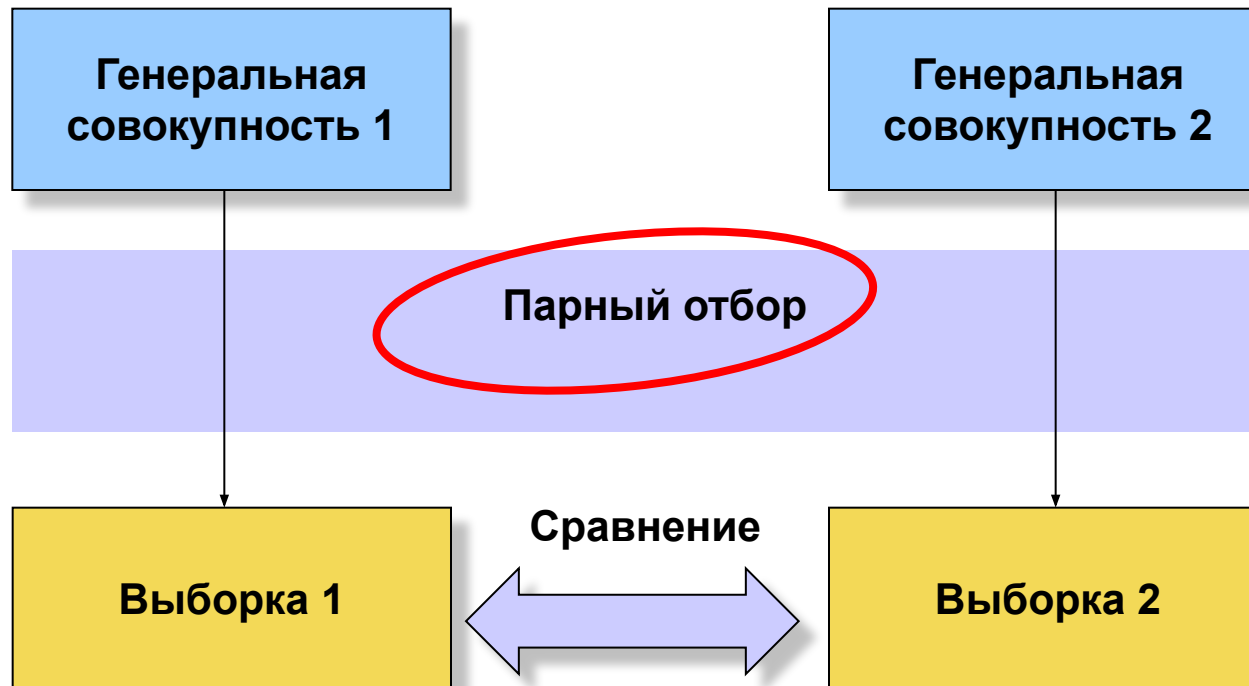 Генеральная
совокупность 1
Генеральная
совокупность 2
Парный отбор
Сравнение
Выборка 1
Выборка 2